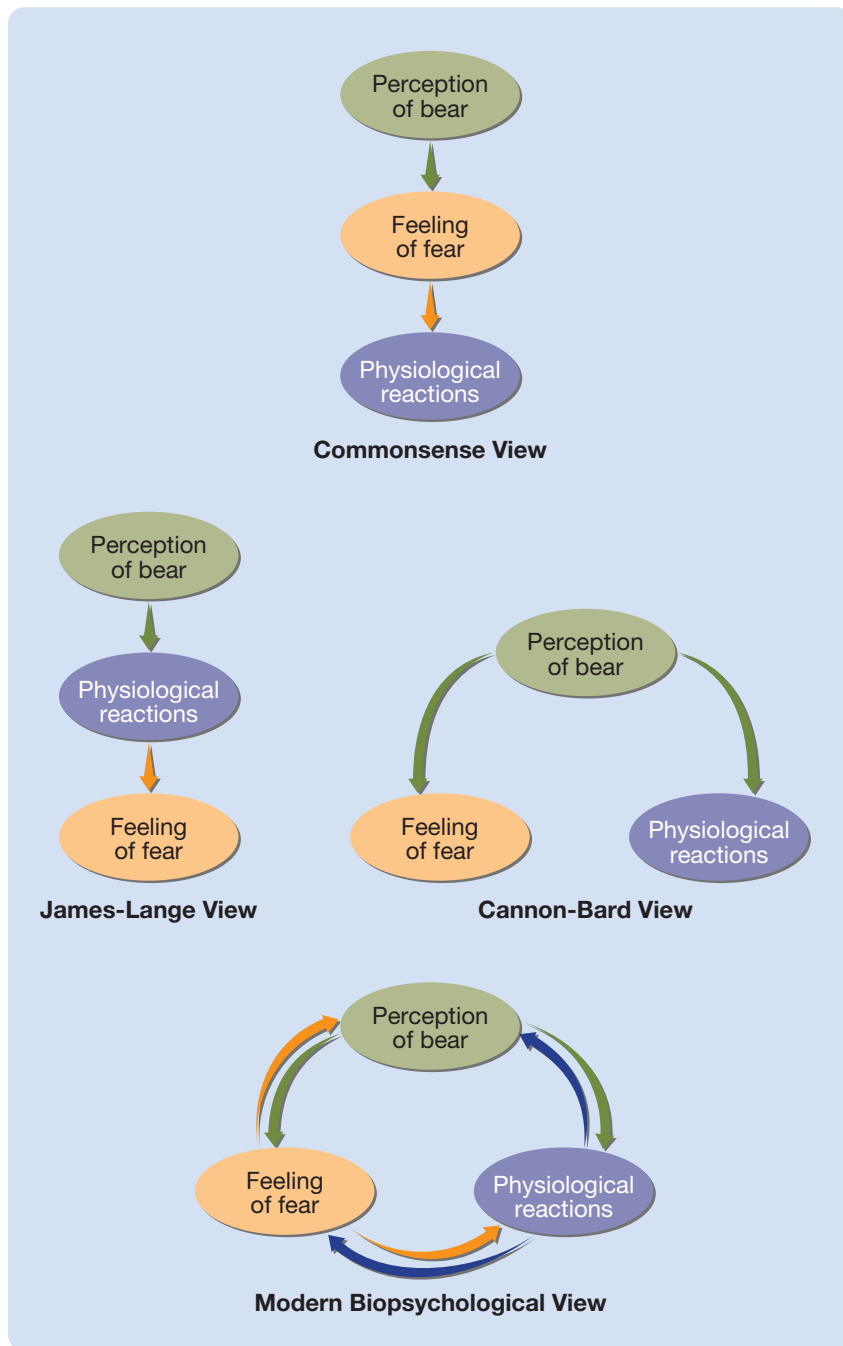 Perception
of bear
Feeling
of fear
Physiological
reactions
Commonsense View
Perception
of bear
Physiological
reactions
Feeling
of fear
James-Lange View
Perception
of bear
Feeling
of fear
Physiological
reactions
Cannon-Bard View
Perception
of bear
Feeling
of fear
Physiological
reactions
Modern Biopsychological View